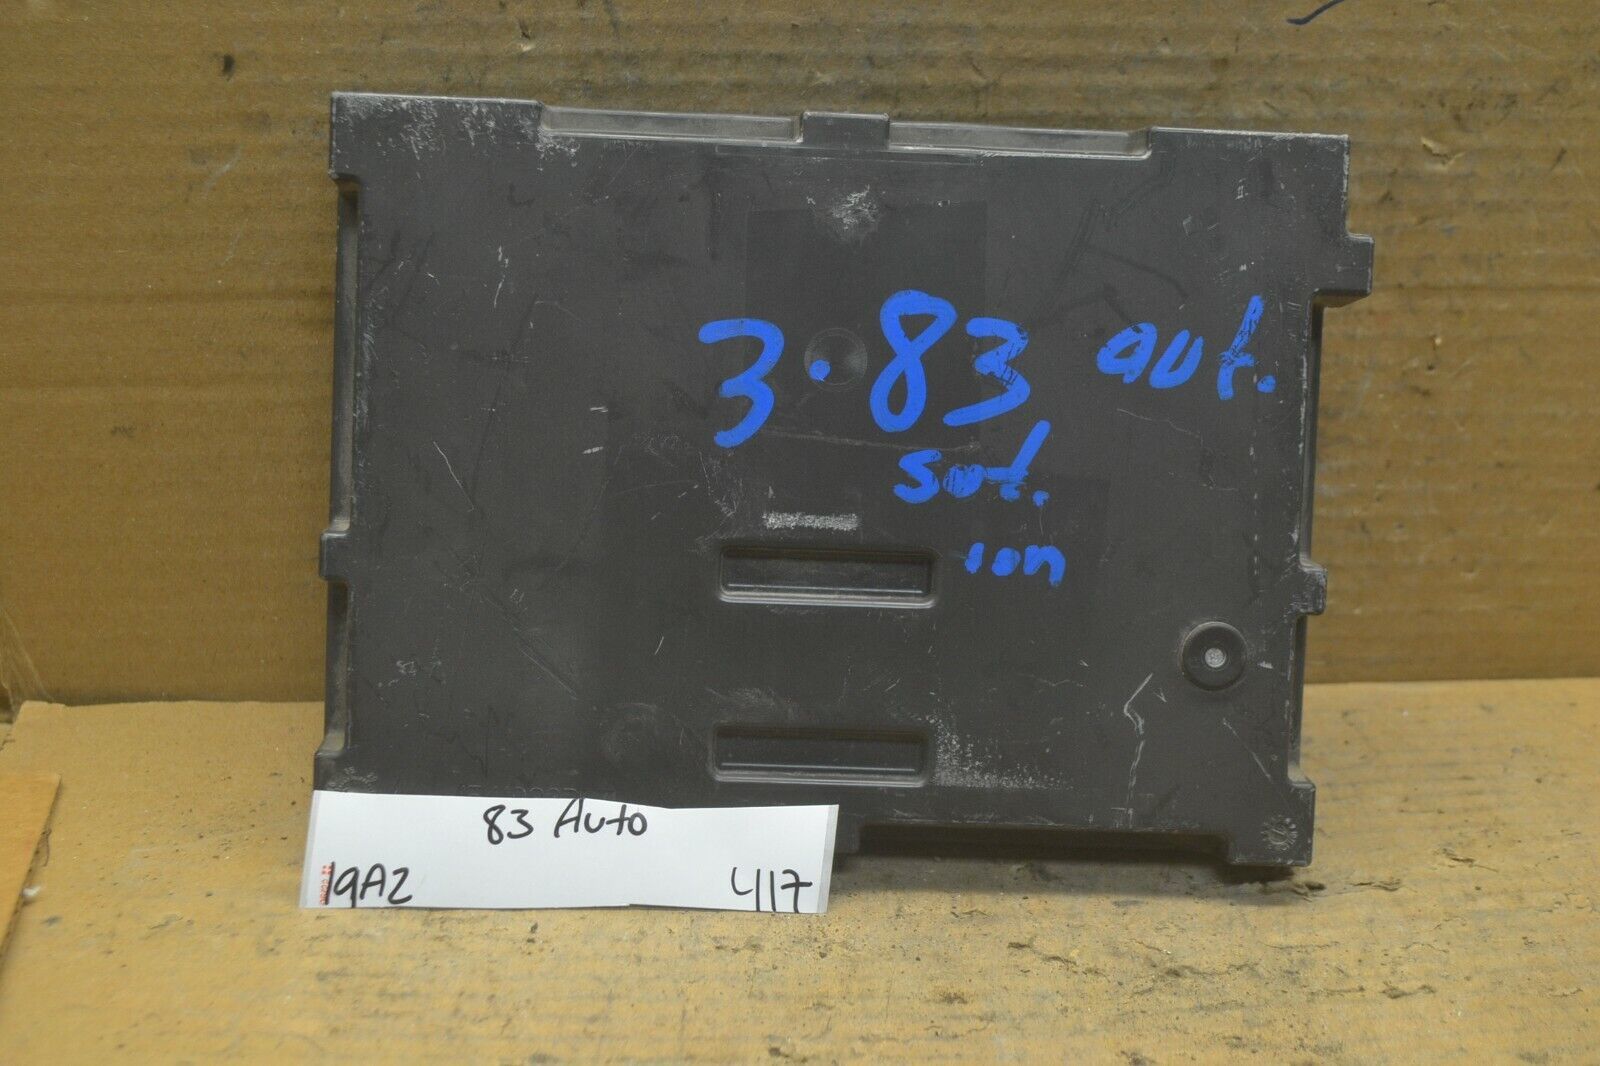 3.83 aut.
sat.
ion
83 Auto
19A2
417